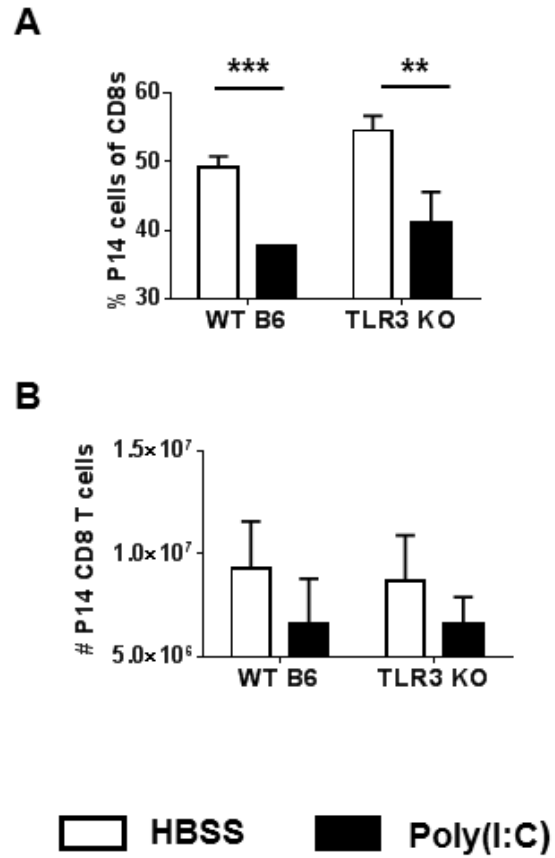 A
% P14 cells of CD8s
60
50
40
30
***
**
WT B6
TLR3 KO
B
# P14 CD8 T cells
1.5×10⁷
1.0×10⁷
5.0×10⁶
WT B6
TLR3 KO
HBSS
Poly(I:C)